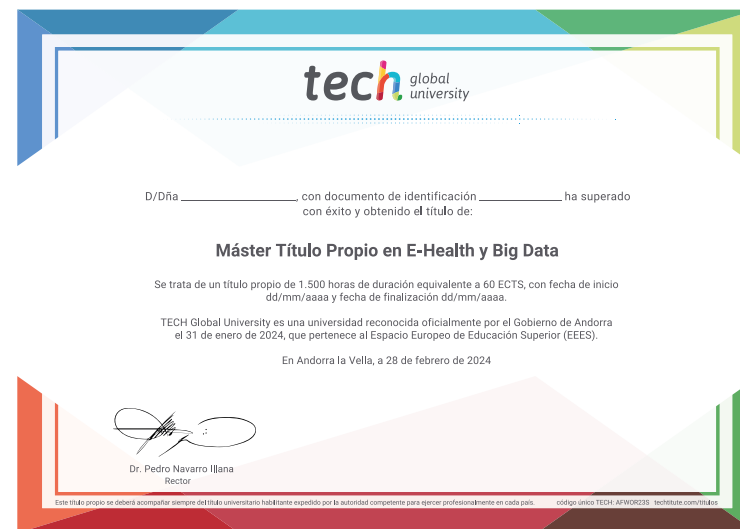 tech global university
D/Dña ______________, con documento de identificación ______________ ha superado
con éxito y obtenido el título de:
Máster Título Propio en E-Health y Big Data
Se trata de un título propio de 1.500 horas de duración equivalente a 60 ECTS, con fecha de inicio
dd/mm/aaaa y fecha de finalización dd/mm/aaaa.
TECH Global University es una universidad reconocida oficialmente por el Gobierno de Andorra
el 31 de enero de 2024, que pertenece al Espacio Europeo de Educación Superior (EEES).
En Andorra la Vella, a 28 de febrero de 2024
Dr. Pedro Navarro Illana
Rector
Este título propio se deberá acompañar siempre del título universitario habilitante expedido por la autoridad competente para ejercer profesionalmente en cada país. código único TECH: AFWOR23S techtitute.com/titulos